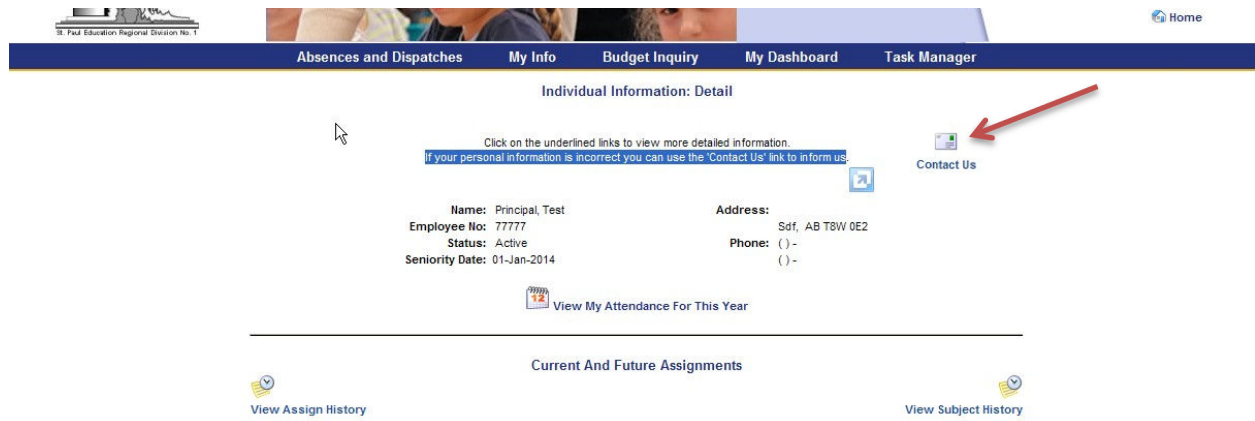 St. Paul Education Regional Division No. 1
Home
Absences and Dispatches My Info Budget Inquiry My Dashboard Task Manager
Individual Information: Detail
Click on the underlined links to view more detailed information.
If your personal information is incorrect you can use the 'Contact Us' link to inform us.
Contact Us
Name: Principal, Test Address:
Employee No: 77777 Sdf, AB T8W 0E2
Status: Active Phone: ( ) -
Seniority Date: 01-Jan-2014 ( ) -
12 View My Attendance For This Year
Current And Future Assignments
View Assign History View Subject History